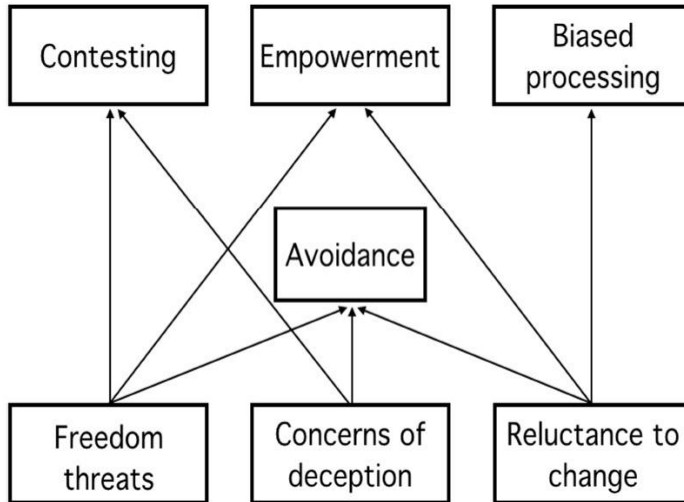 Contesting
Empowerment
Biased
processing
Avoidance
Freedom
threats
Concerns of
deception
Reluctance to
change